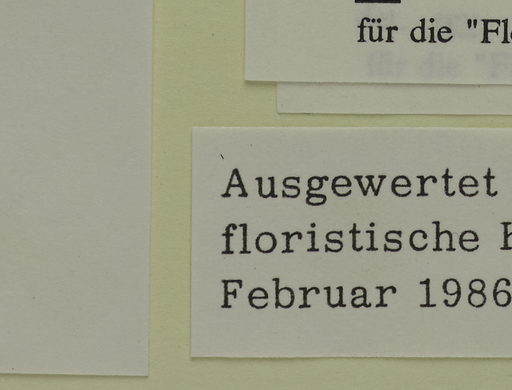 für die "Fl
Ausgewertet
floristische
Februar 1986